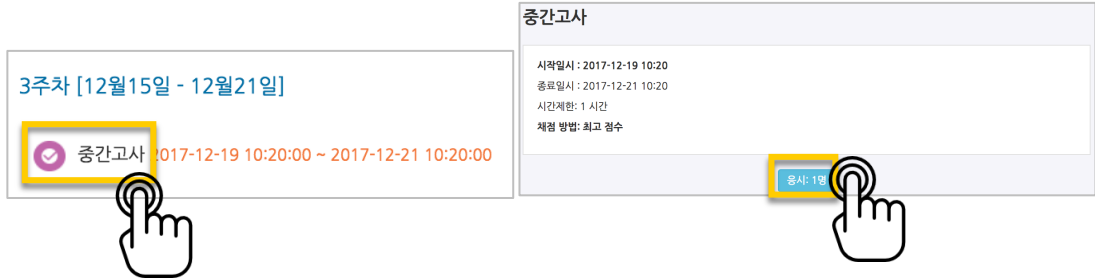 3주차 [12월15일 - 12월21일]
중간고사 2017-12-19 10:20:00 ~ 2017-12-21 10:20:00
중간고사
시작일시 : 2017-12-19 10:20
종료일시 : 2017-12-21 10:20
시간제한: 1 시간
채점 방법: 최고 점수
응시: 1명